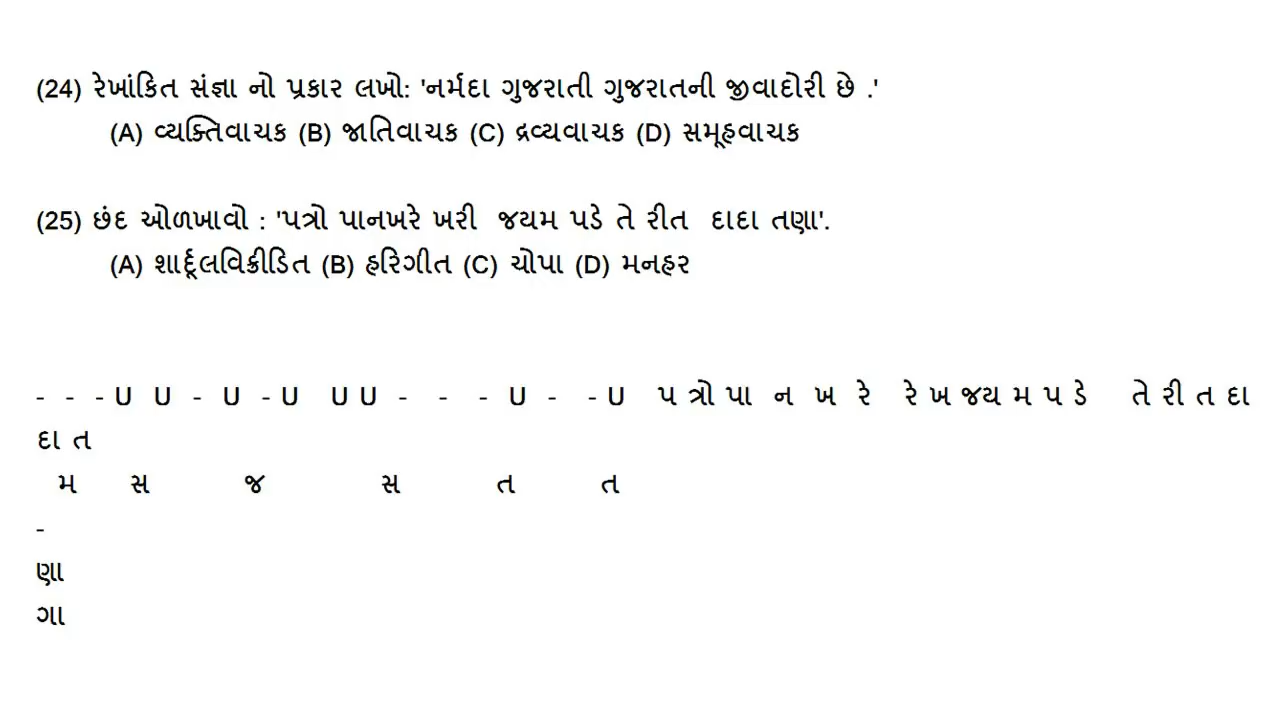 (24) રેખાંકિત સંજ્ઞા નો પ્રકાર લખો: 'નર્મદા ગુજરાતી ગુજરાતની જીવાદોરી છે .'
(A) વ્યક્તિવાચક (B) જાતિવાચક (C) દ્રવ્યવાચક (D) સમૂહવાચક
(25) છંદ ઓળખાવો : 'પત્રો પાનખરે ખરી જયમ પડે તે રીત દાદા તણા'.
(A) શાર્દૂલવિક્રીડિત (B) હરિગીત (C) ચોપા (D) મનહર
- - - U U - U - U U U - - - U - - U પ ત્રો પા ન ખ રે રે ખ જય મ પ ડે તે રી ત દા
દા ત
મ સ જ સ ત ત
-
ણા
ગા